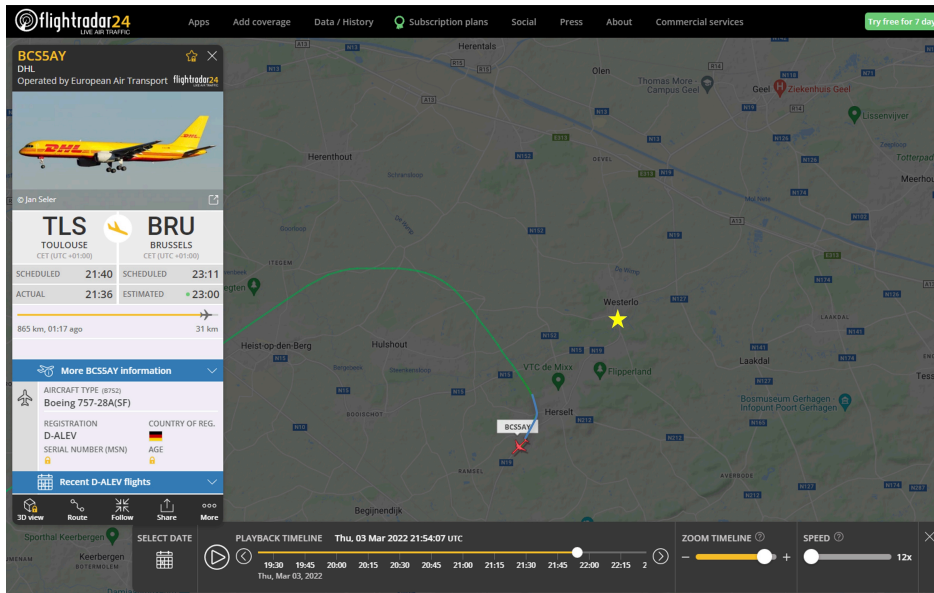 flightradar24
LIVE AIR TRAFFIC
Apps
Add coverage
Data / History
Subscription plans
Social
Press
About
Commercial services
Try free for 7 day
BCS5AY
DHL
Operated by European Air Transport
flightradar24
DHL
© Jan Seler
TLS
BRU
TOULOUSE
BRUSSELS
CET (UTC +01:00)
CET (UTC +01:00)
SCHEDULED 21:40
SCHEDULED 23:11
ACTUAL 21:36
ESTIMATED 23:00
865 km, 01:17 ago
31 km
More BCS5AY information
AIRCRAFT TYPE (B752)
Boeing 757-28A(SF)
REGISTRATION
COUNTRY OF REG.
D-ALEV
SERIAL NUMBER (MSN)
AGE
Recent D-ALEV flights
3D view
Route
Follow
Share
More
Herentals
Olen
Thomas More -
Campus Geel
Geel
Ziekenhuis Geel
Lissenvijver
Herenthout
Meerhou
ITEGEM
Westerlo
LAAKDAL
Heist-op-den-Berg
Hulshout
VTC de Mixx
Flipperland
Laakdal
Bosmuseum Gerhagen
Infopunt Poort Gerhagen
BOOISCHOT
Herselt
BCS5AY
RAMSEL
AVERBODE
Begijnendijk
Sporthal Keerbergen
Keerbergen
SELECT DATE
PLAYBACK TIMELINE
Thu, 03 Mar 2022 21:54:07 UTC
19:30 19:45 20:00 20:15 20:30 20:45 21:00 21:15 21:30 21:45 22:00 22:15 2
Thu, Mar 03, 2022
ZOOM TIMELINE
SPEED
12x